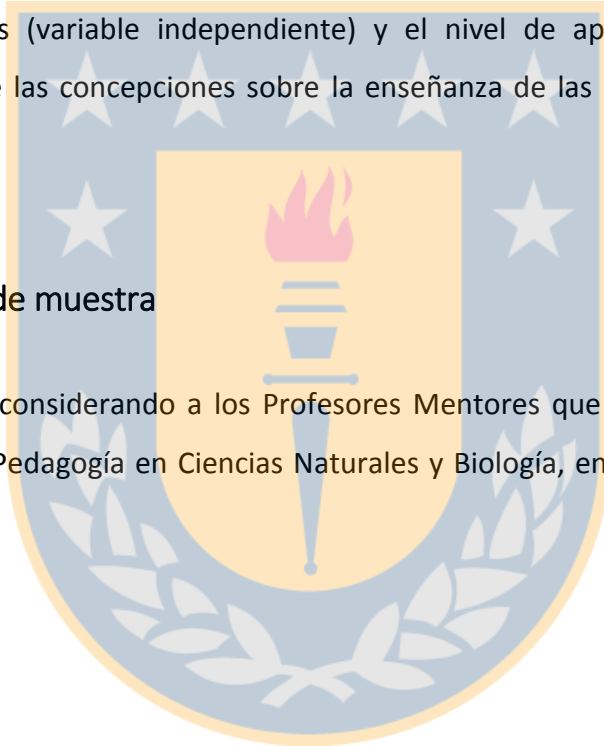 (variable independiente) y el nivel de
las concepciones sobre la enseñanza de las
de muestra
considerando a los Profesores Mentores que
Pedagogía en Ciencias Naturales y Biología, en